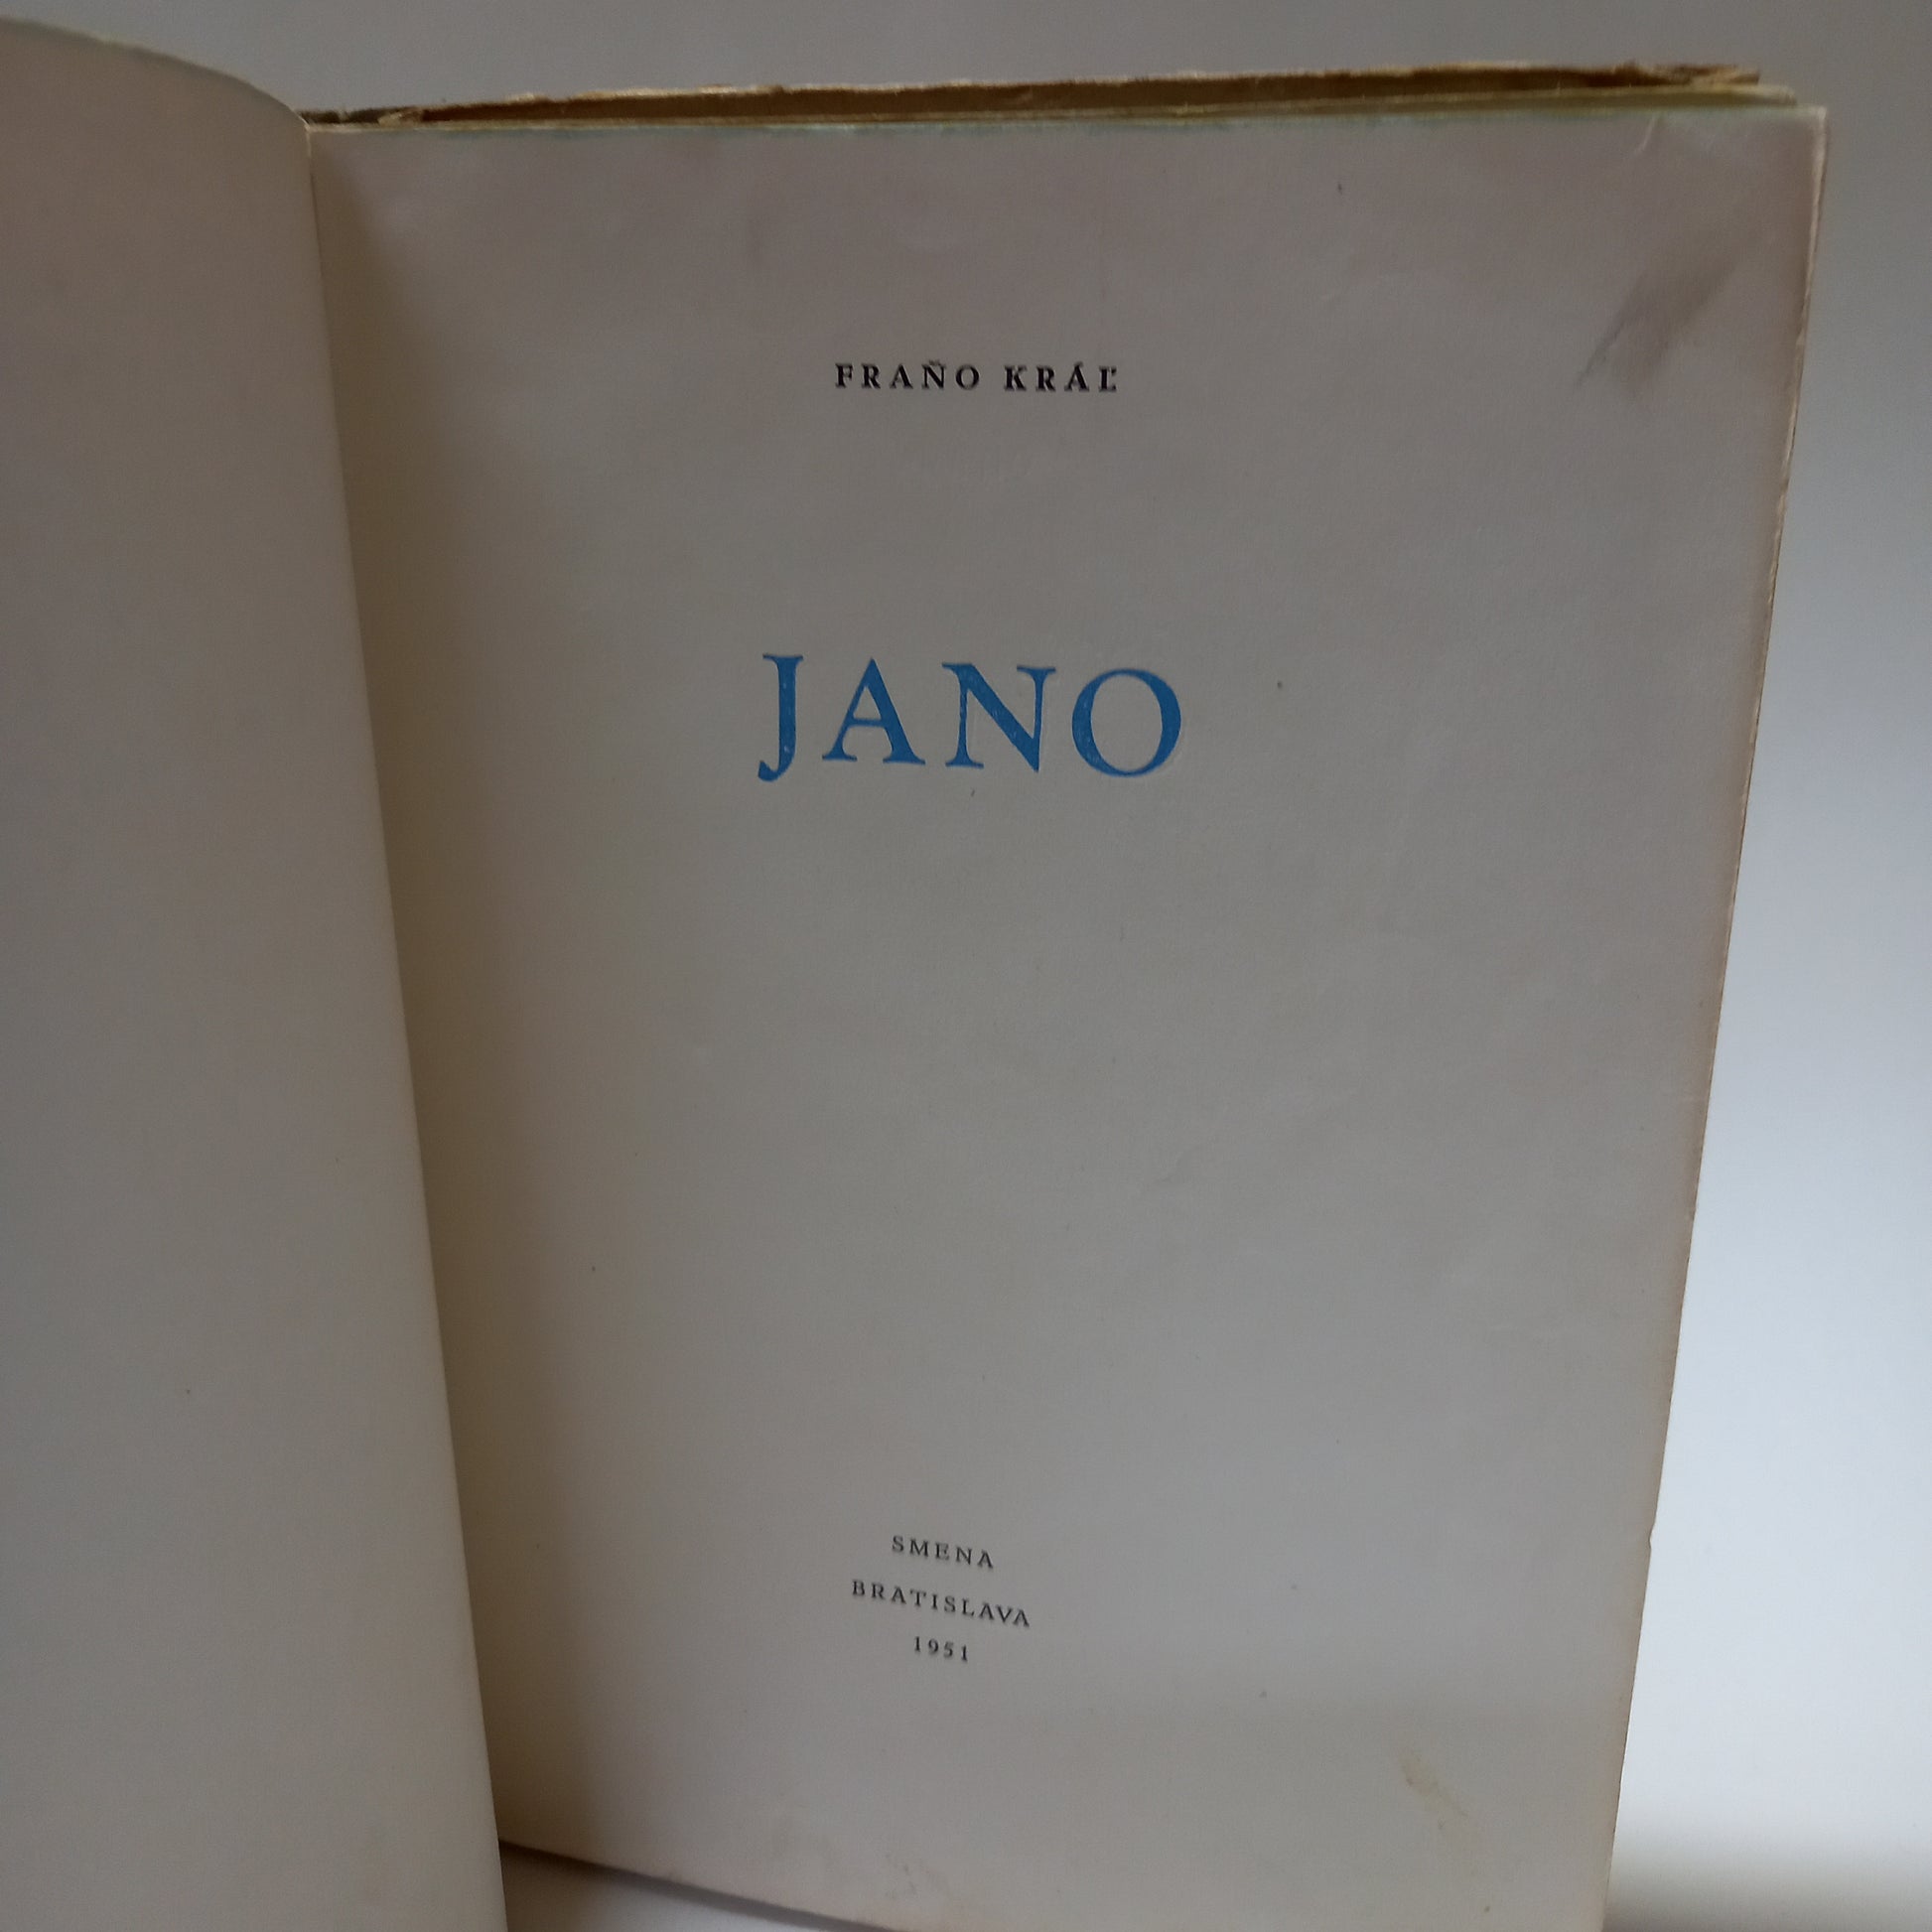 FRAŇO KRÁĽ
JANO
SMENA
BRATISLAVA
1951